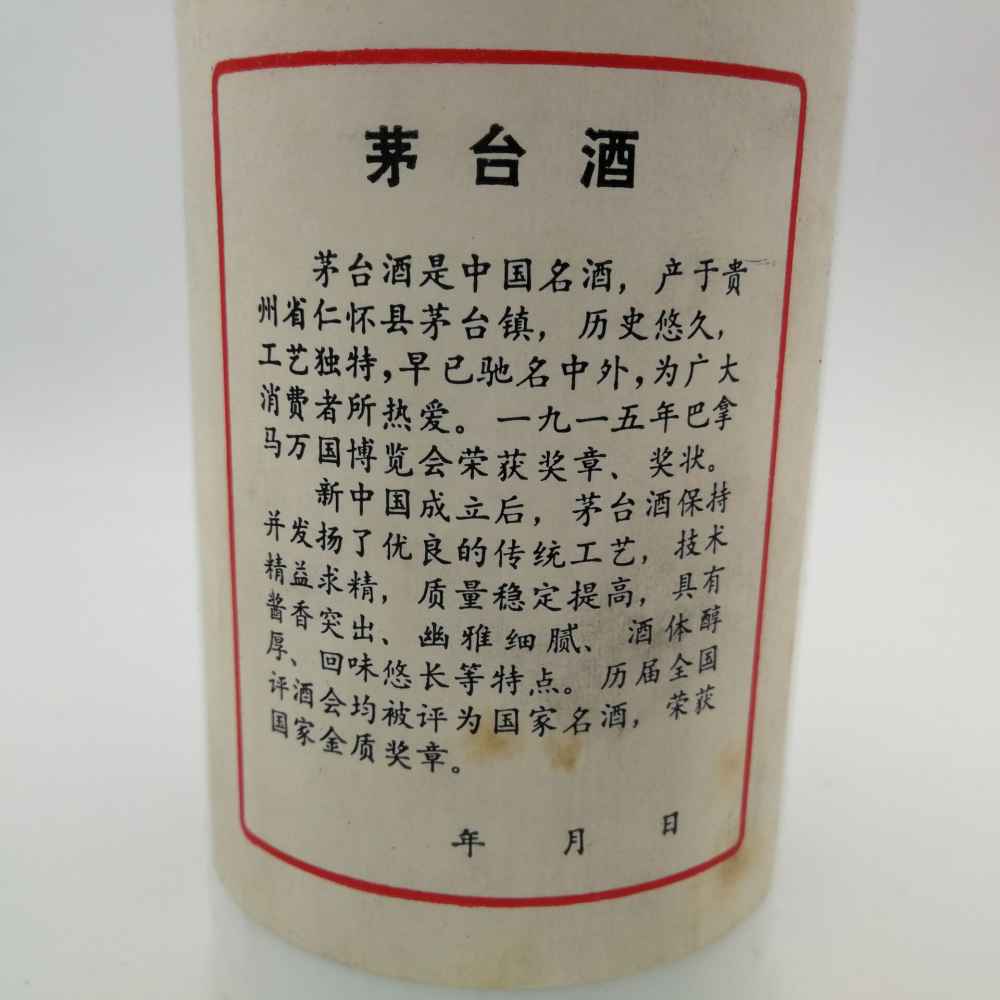 茅台酒
茅台酒是中国名酒，产于贵
州省仁怀县茅台镇，历史悠久，
工艺独特，早已驰名中外，为广大
消费者所热爱。一九一五年巴拿
马万国博览会荣获奖章、奖状。
新中国成立后，茅台酒保持
并发扬了优良的传统工艺，技术
精益求精，质量稳定提高，具有
酱香突出、幽雅细腻、酒体醇
厚、回味悠长等特点。历届全国
评酒会均被评为国家名酒，荣获
国家金质奖章。
年 月 日